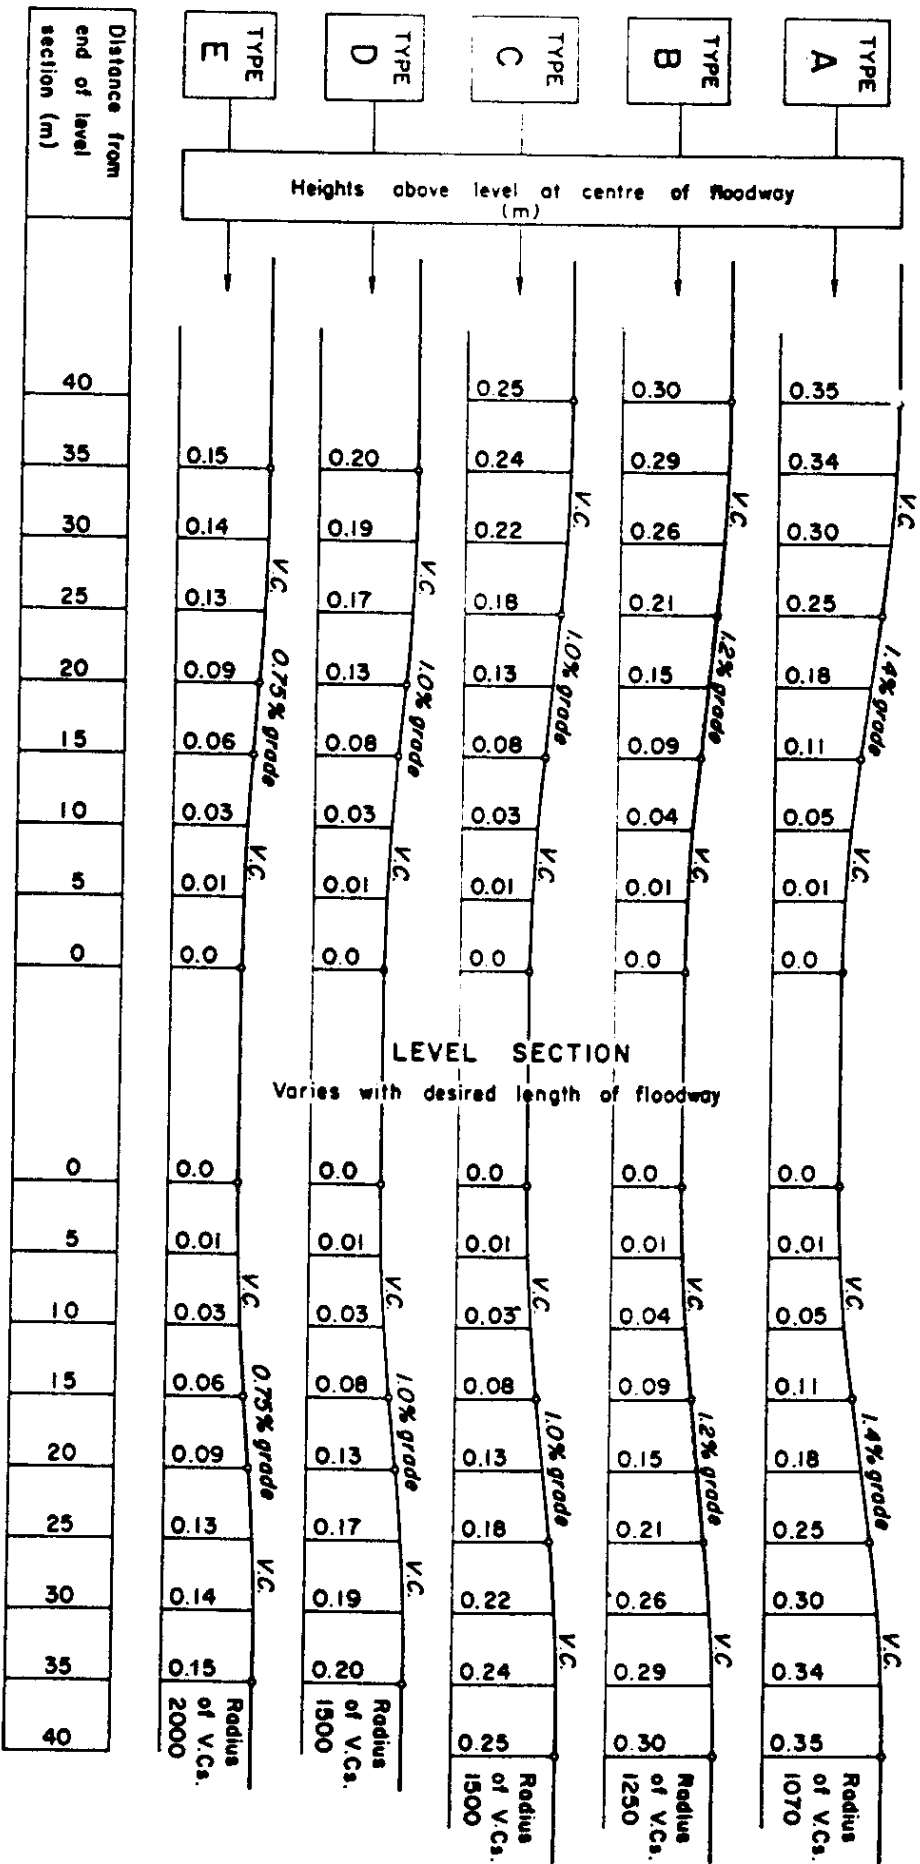 TYPE
A
TYPE
B
TYPE
C
TYPE
D
TYPE
E
Heights above level at centre of floodway
(m)
0.35 0.34 0.30 0.25 0.18 0.11 0.05 0.01 0.0 0.0 0.01 0.05 0.11 0.18 0.25 0.30 0.34 0.35
V.C. 1.4% grade V.C. V.C. 1.4% grade V.C.
Radius
of V.Cs.
1070
0.30 0.29 0.26 0.21 0.15 0.09 0.04 0.01 0.0 0.0 0.01 0.04 0.09 0.15 0.21 0.26 0.29 0.30
V.C. 1.2% grade V.C. V.C. 1.2% grade V.C.
Radius
of V.Cs.
1250
0.25 0.24 0.22 0.18 0.13 0.08 0.03 0.01 0.0 0.0 0.01 0.03 0.08 0.13 0.18 0.22 0.24 0.25
V.C. 1.0% grade V.C. V.C. 1.0% grade V.C.
Radius
of V.Cs.
1500
0.20 0.19 0.17 0.13 0.08 0.03 0.01 0.0 0.0 0.01 0.03 0.08 0.13 0.17 0.19 0.20
V.C. 1.0% grade V.C. V.C. 1.0% grade V.C.
Radius
of V.Cs.
1500
0.15 0.14 0.13 0.09 0.06 0.03 0.01 0.0 0.0 0.01 0.03 0.06 0.09 0.13 0.14 0.15
V.C. 0.75% grade V.C. 0.75% grade V.C.
Radius
of V.Cs.
2000
LEVEL SECTION
Varies with desired length of floodway
Distance from
end of level
section (m)
40 35 30 25 20 15 10 5 0 0 5 10 15 20 25 30 35 40